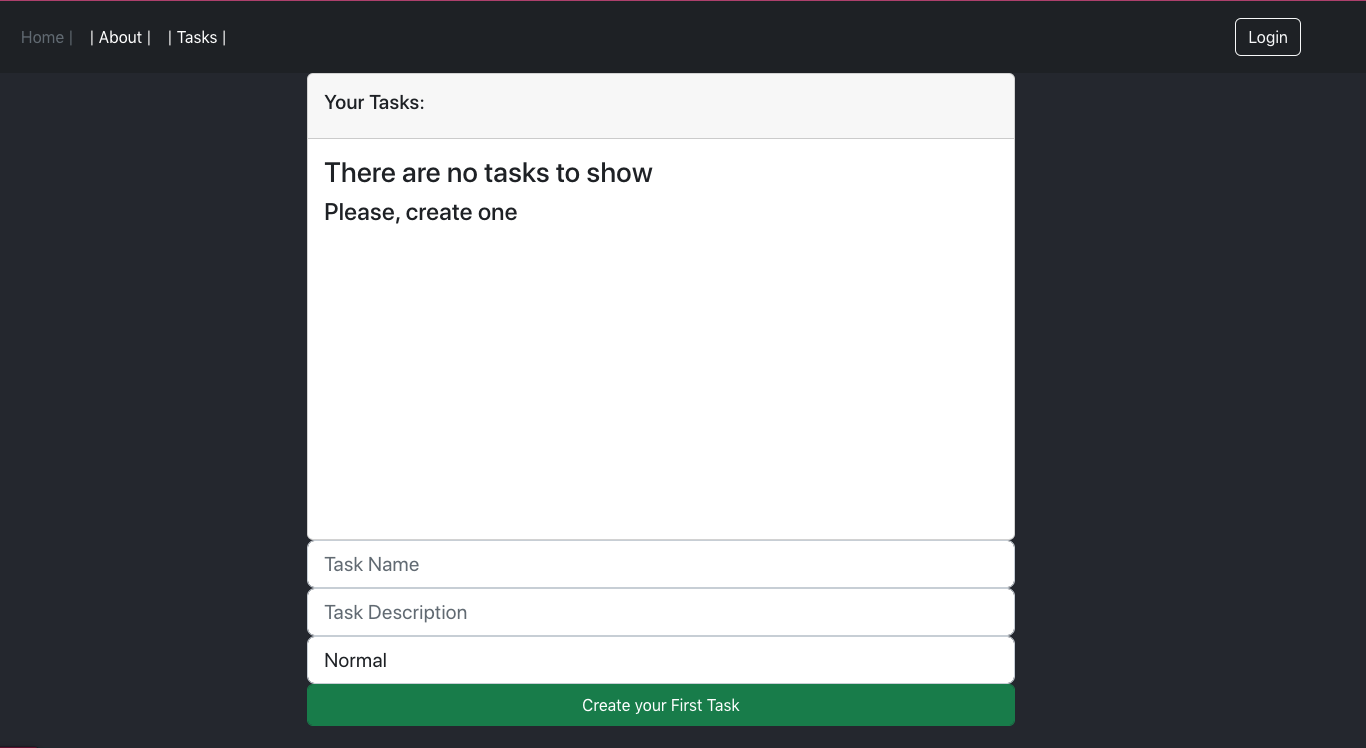 Home | | About | | Tasks | Login
Your Tasks:
There are no tasks to show
Please, create one
Task Name
Task Description
Normal
Create your First Task